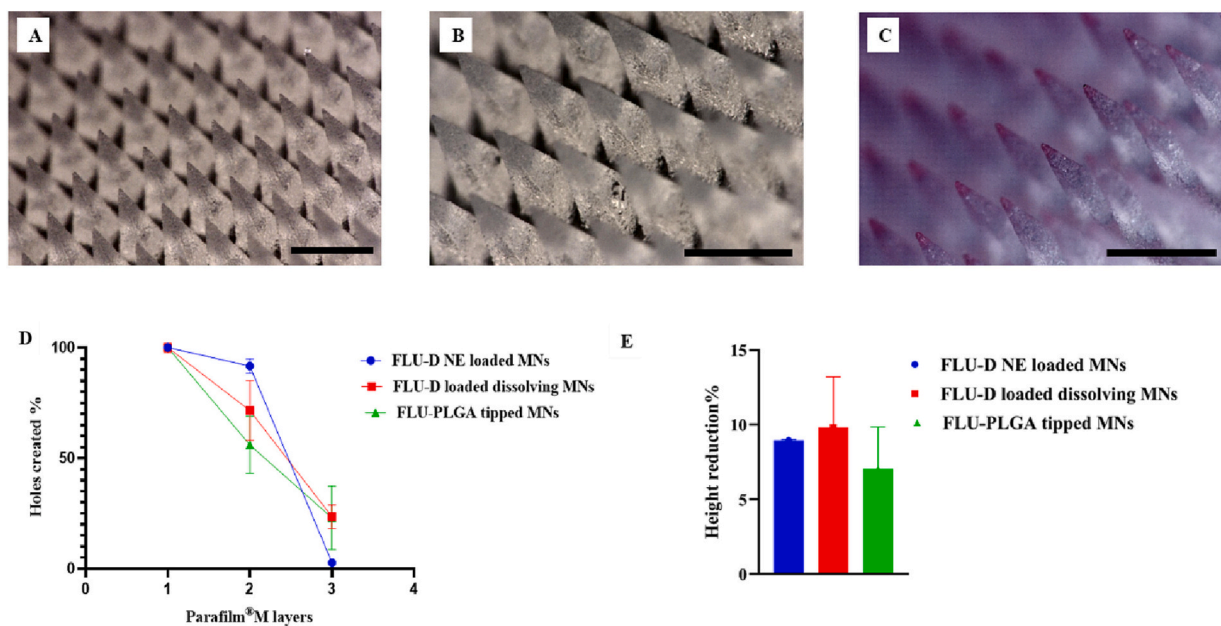 A
B
C
D
100
50
0
Holes created %
0
1
2
3
4
Parafilm®M layers
FLU-D NE loaded MNs
FLU-D loaded dissolving MNs
FLU-PLGA tipped MNs
E
15
10
5
0
Height reduction%
FLU-D NE loaded MNs
FLU-D loaded dissolving MNs
FLU-PLGA tipped MNs